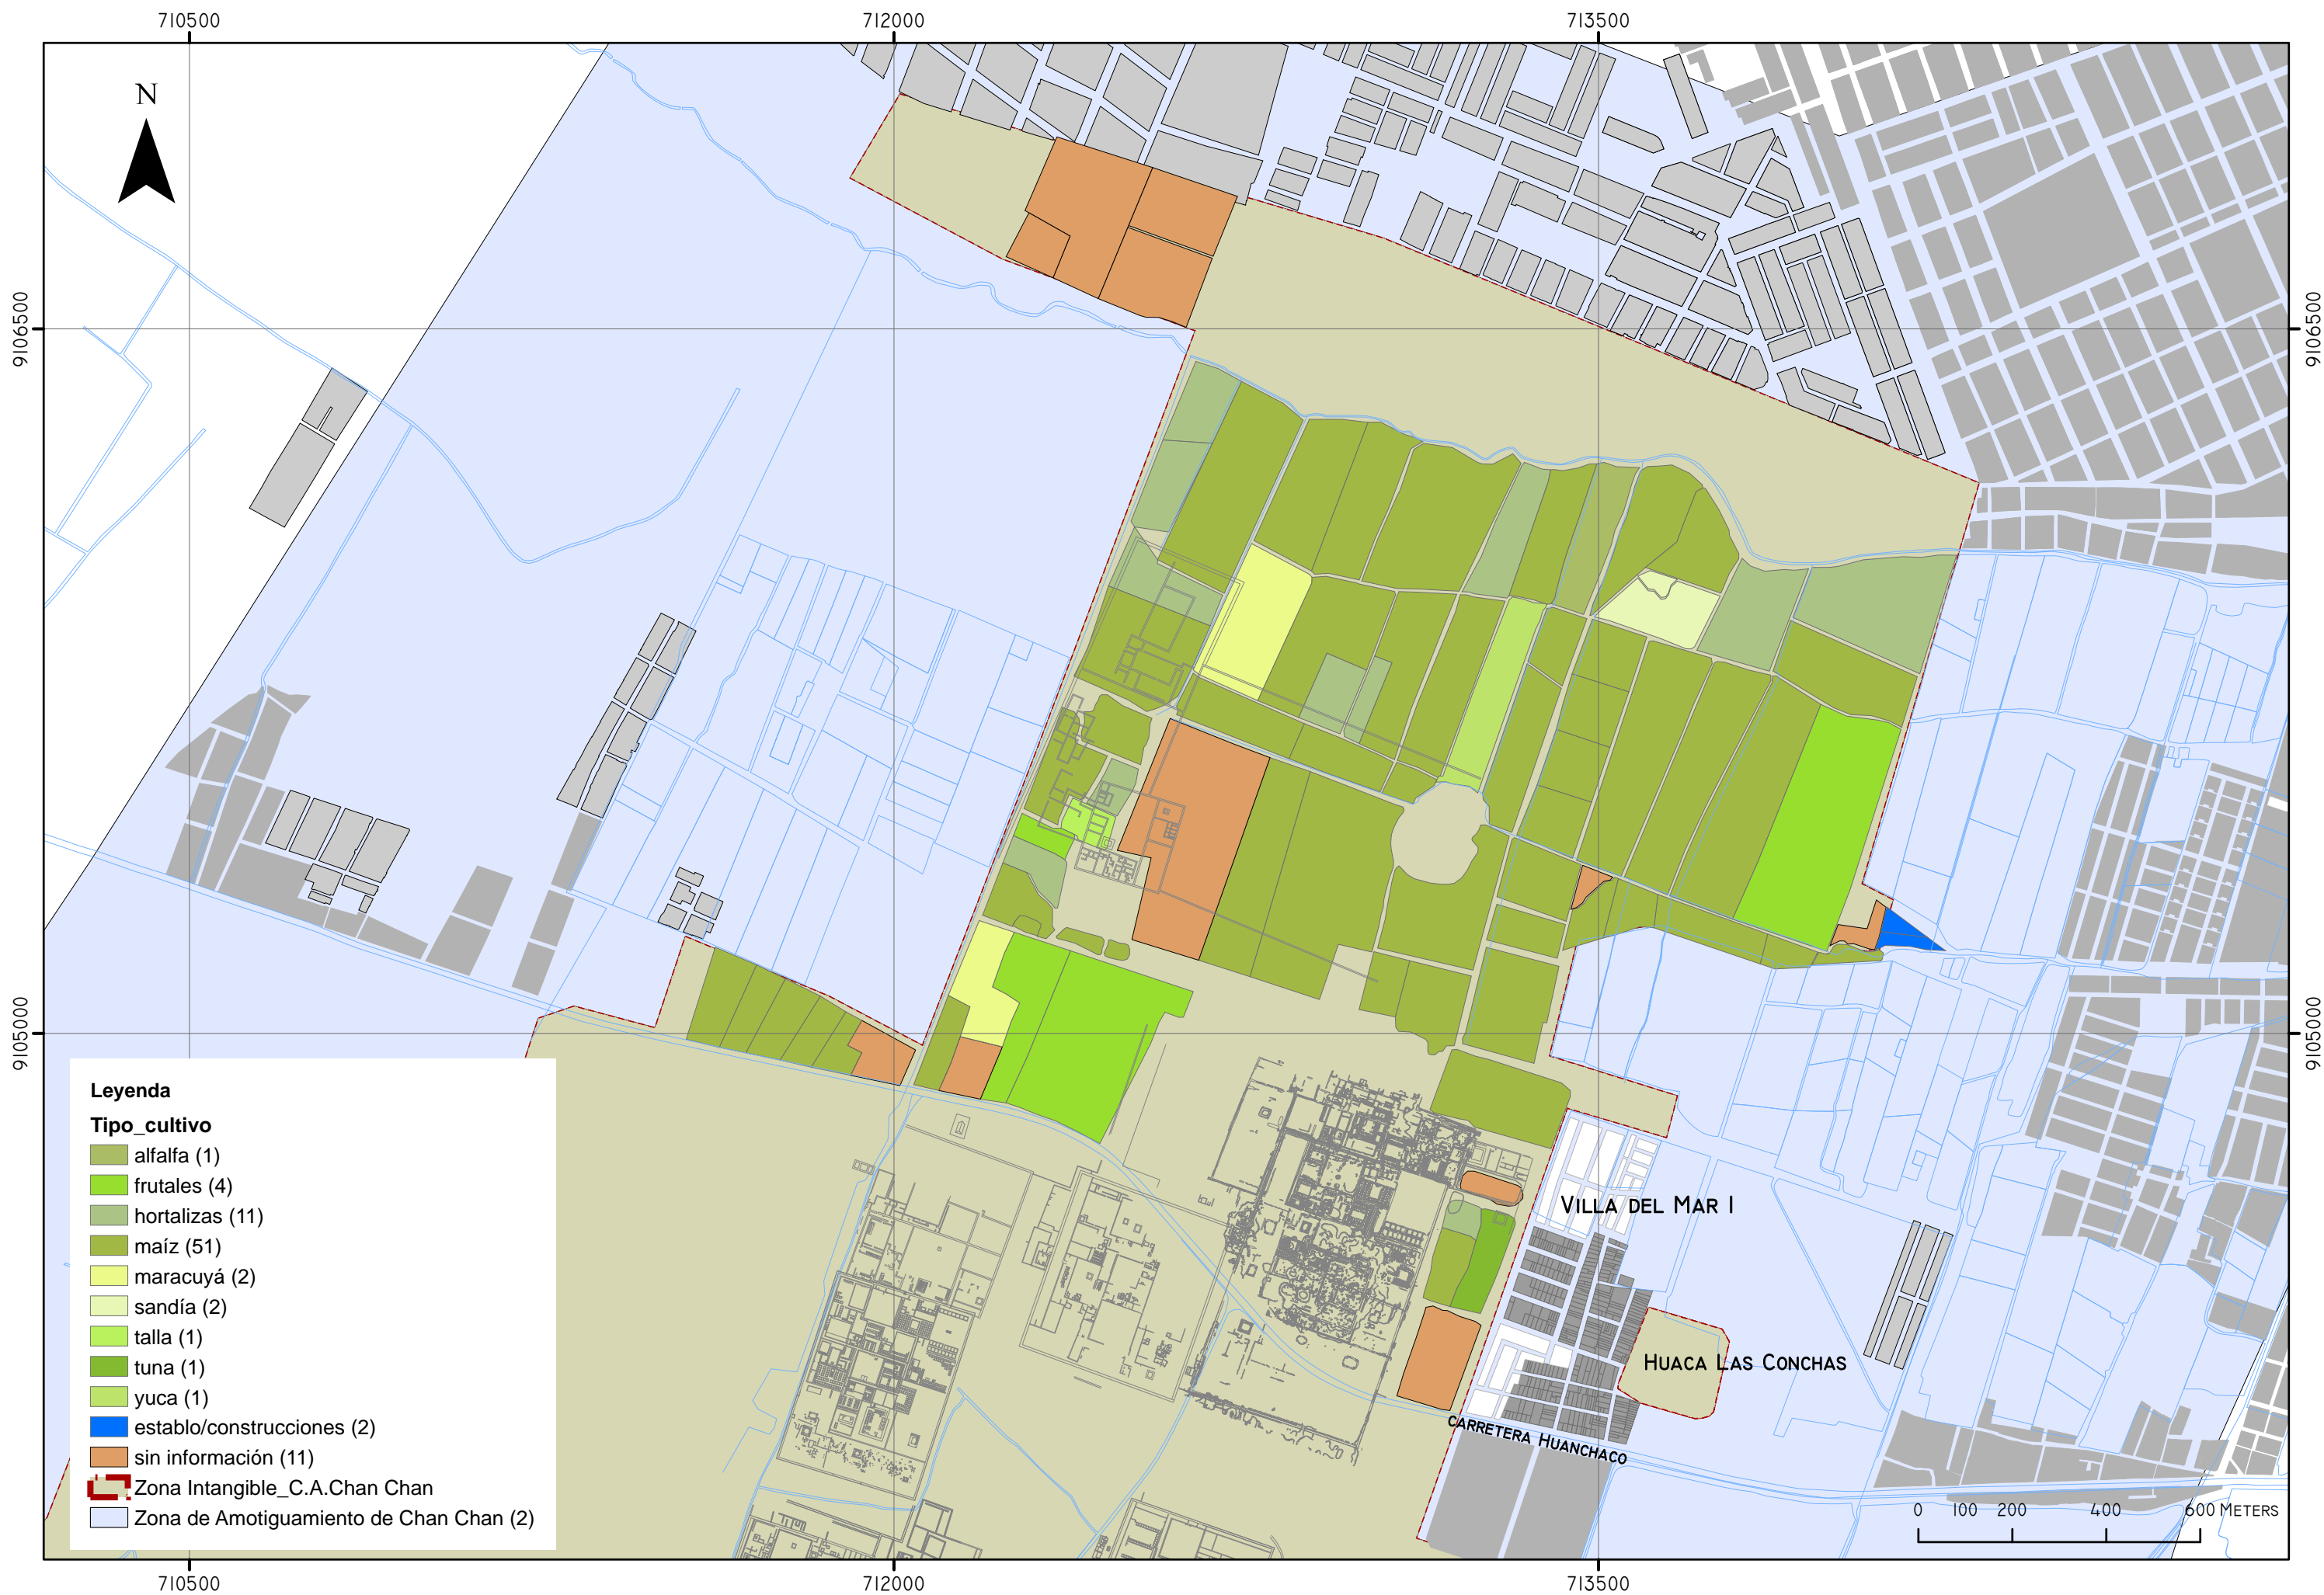 710500 712000 713500
N
9106500 9106500
9105000 9105000
Leyenda
Tipo_cultivo
alfalfa (1)
frutales (4)
hortalizas (11)
maíz (51)
maracuyá (2)
sandía (2)
talla (1)
tuna (1)
yuca (1)
establo/construcciones (2)
sin información (11)
Zona Intangible_C.A.Chan Chan
Zona de Amotiguamiento de Chan Chan (2)
VILLA DEL MAR I
HUACA LAS CONCHAS
CARRETERA HUANCHACO
0 100 200 400 600 METERS
710500 712000 713500